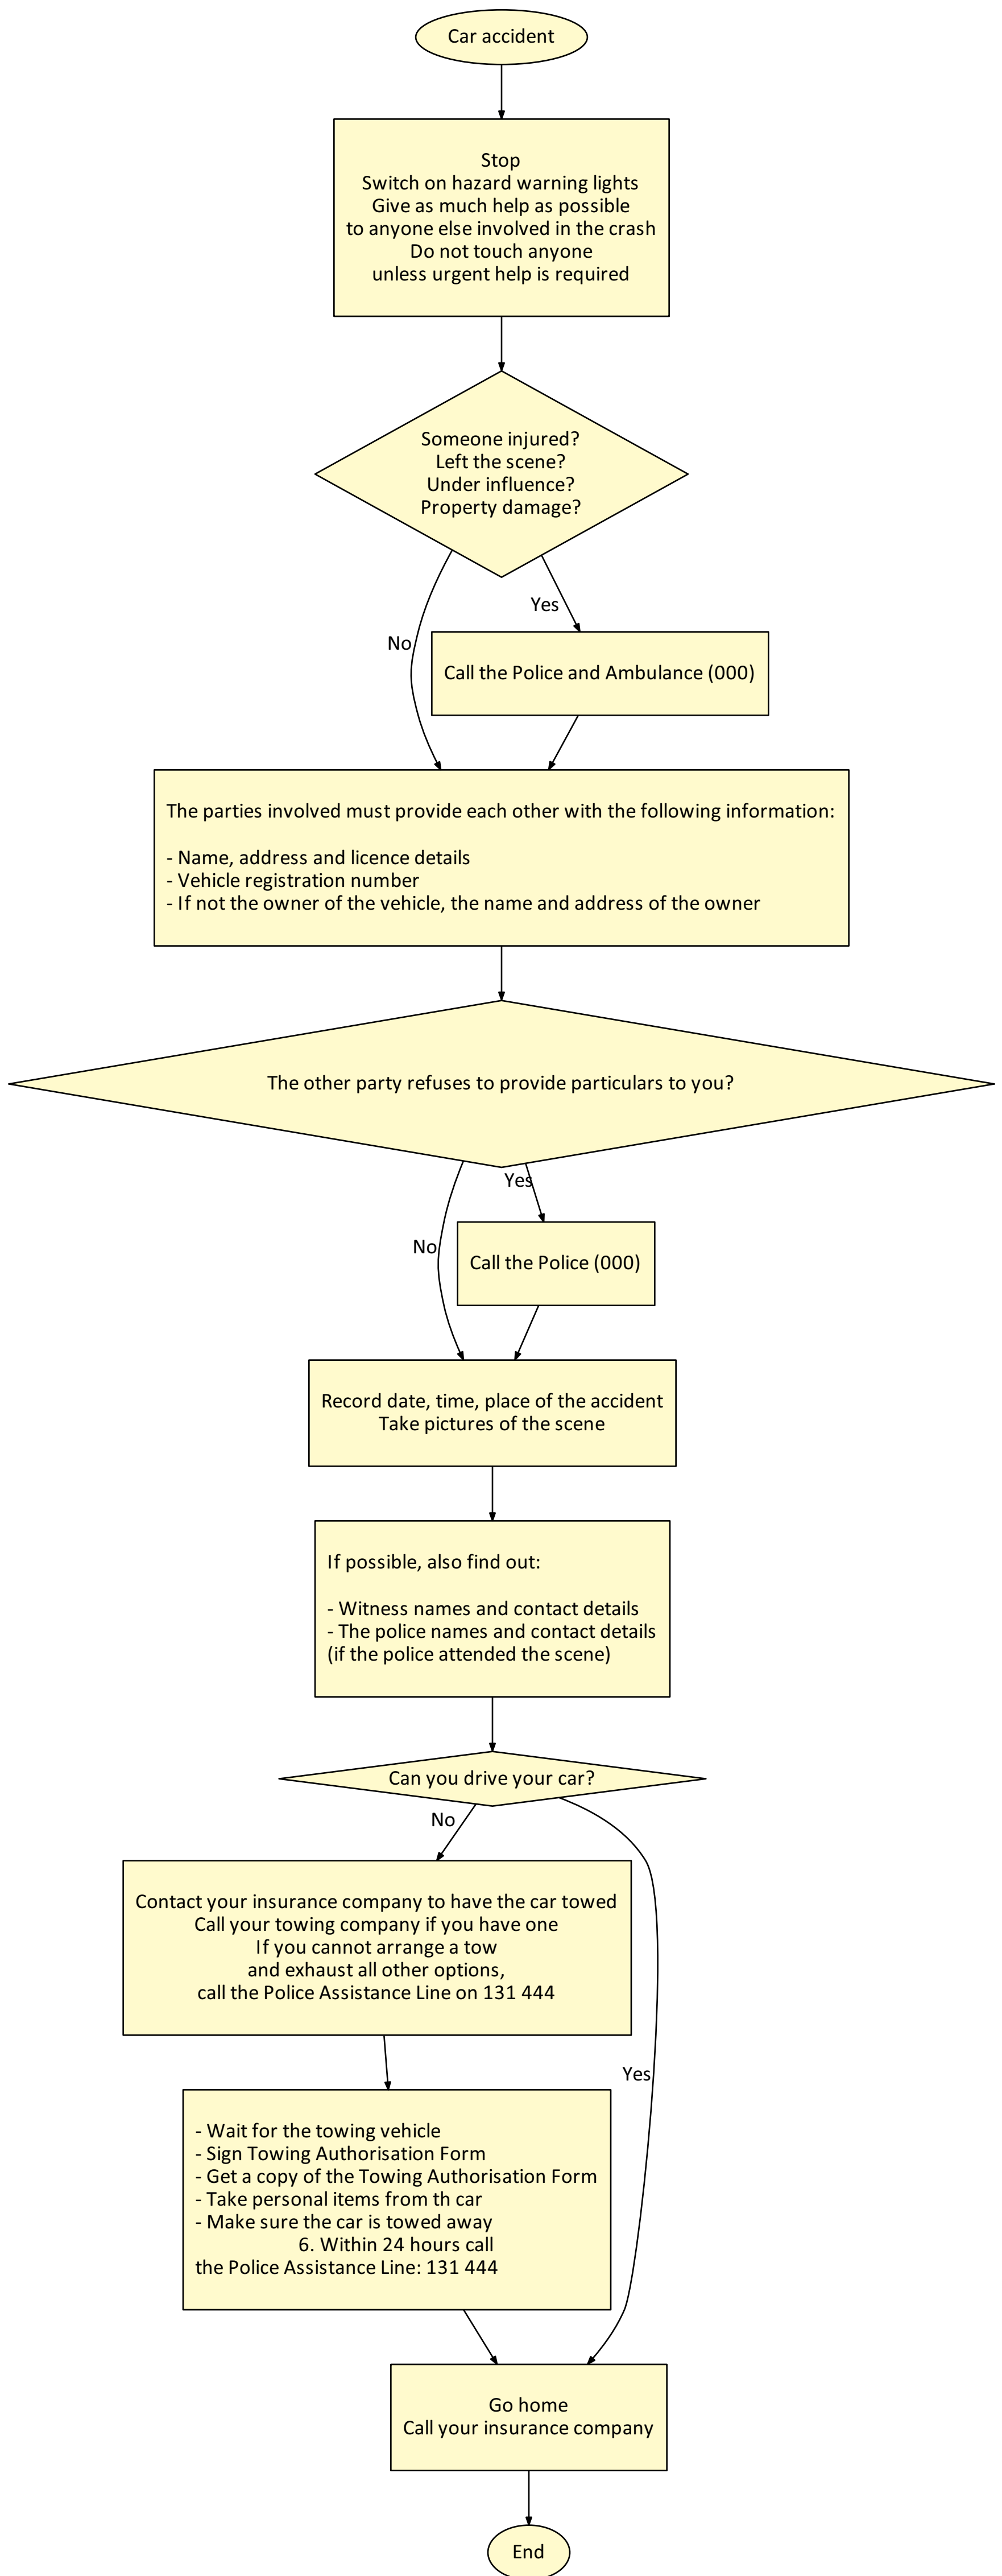 Car accident
Stop
Switch on hazard warning lights
Give as much help as possible
to anyone else involved in the crash
Do not touch anyone
unless urgent help is required
Someone injured?
Left the scene?
Under influence?
Property damage?
Yes
No
Call the Police and Ambulance (000)
The parties involved must provide each other with the following information:
- Name, address and licence details
- Vehicle registration number
- If not the owner of the vehicle, the name and address of the owner
The other party refuses to provide particulars to you?
Yes
No
Call the Police (000)
Record date, time, place of the accident
Take pictures of the scene
If possible, also find out:
- Witness names and contact details
- The police names and contact details
(if the police attended the scene)
Can you drive your car?
No
Contact your insurance company to have the car towed
Call your towing company if you have one
If you cannot arrange a tow
and exhaust all other options,
call the Police Assistance Line on 131 444
Yes
- Wait for the towing vehicle
- Sign Towing Authorisation Form
- Get a copy of the Towing Authorisation Form
- Take personal items from th car
- Make sure the car is towed away
6. Within 24 hours call
the Police Assistance Line: 131 444
Go home
Call your insurance company
End